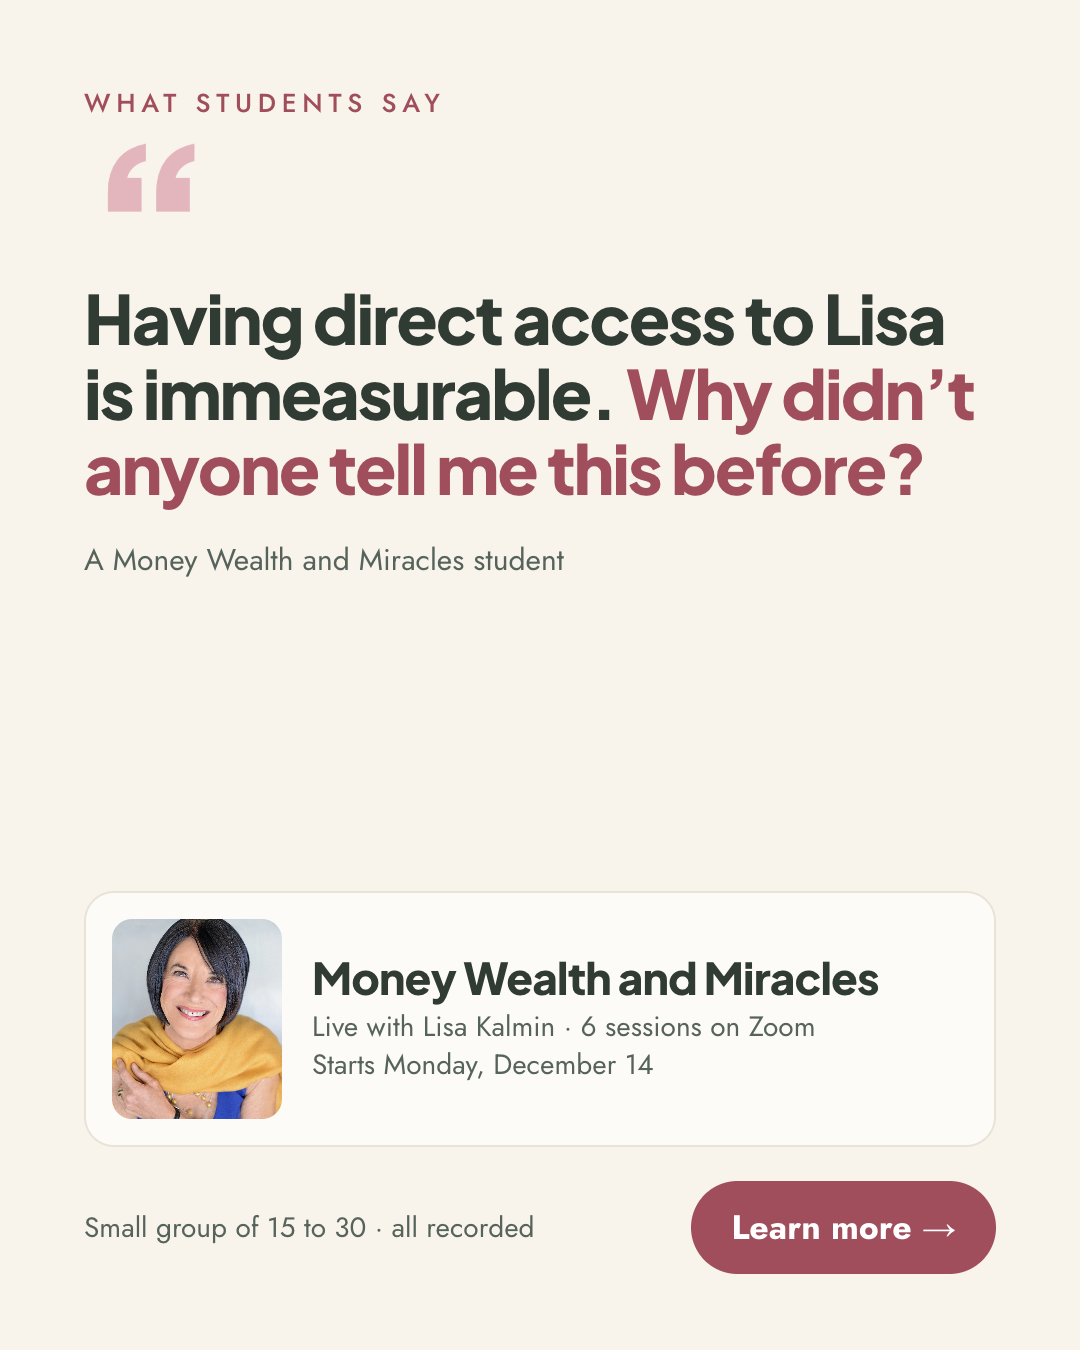 WHAT STUDENTS SAY
“
Having direct access to Lisa
is immeasurable. Why didn’t
anyone tell me this before?
A Money Wealth and Miracles student
Money Wealth and Miracles
Live with Lisa Kalmin · 6 sessions on Zoom
Starts Monday, December 14
Small group of 15 to 30 · all recorded
Learn more →